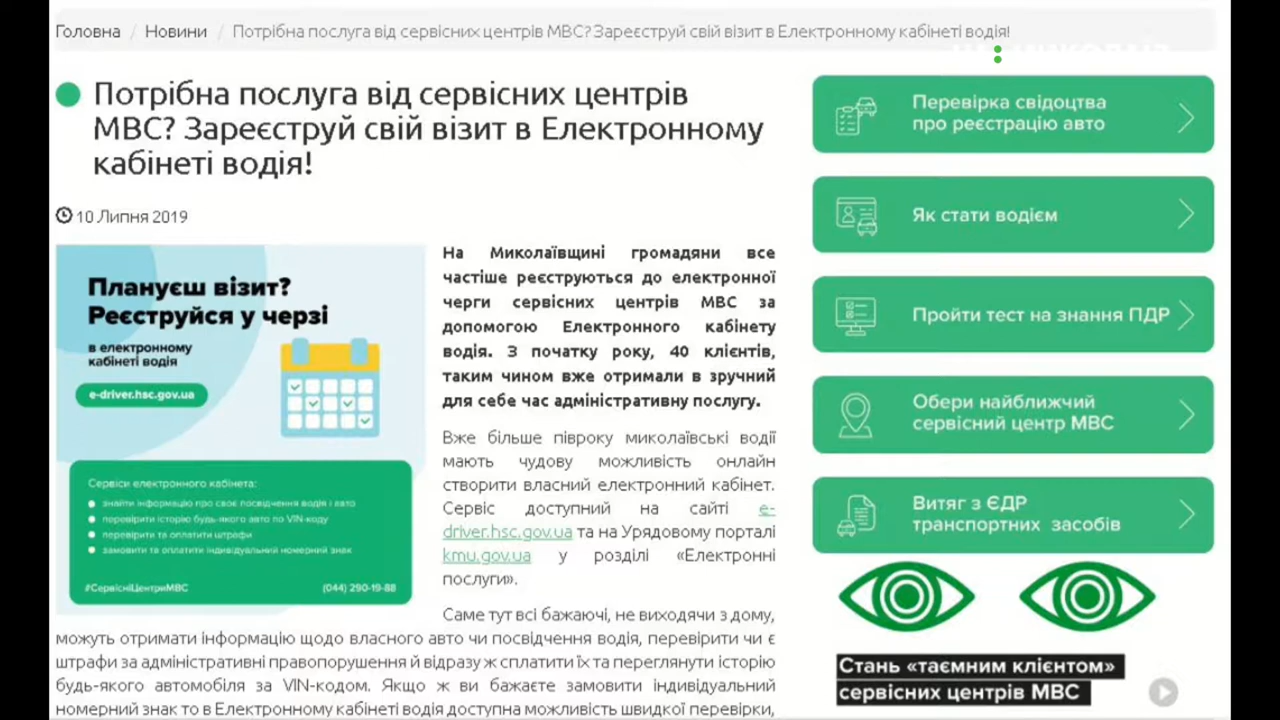 Головна / Новини / Потрібна послуга від сервісних центрів МВС? Зареєструй свій візит в Електронному кабінеті водія!
Потрібна послуга від сервісних центрів
МВС? Зареєструй свій візит в Електронному
кабінеті водія!
10 Липня 2019
Плануєш візит?
Реєструйся у черзі
в електронному
кабінеті водія
e-driver.hsc.gov.ua
Сервіси електронного кабінета:
знайти інформацію про своє посвідчення водія і авто
перевірити історію будь-якого авто по VIN-коду
перевірити та оплатити штрафи
замовити та оплатити індивідуальний номерний знак
#СервісніЦентриМВС (044) 290-19-88
На Миколаївщині громадяни все
частіше реєструються до електронної
черги сервісних центрів МВС за
допомогою Електронного кабінету
водія. З початку року, 40 клієнтів,
таким чином вже отримали в зручний
для себе час адміністративну послугу.
Вже більше півроку миколаївські водії
мають чудову можливість онлайн
створити власний електронний кабінет.
Сервіс доступний на сайті e-
driver.hsc.gov.ua та на Урядовому порталі
kmu.gov.ua у розділі «Електронні
послуги».
Саме тут всі бажаючі, не виходячи з дому,
можуть отримати інформацію щодо власного авто чи посвідчення водія, перевірити чи є
штрафи за адміністративні правопорушення й відразу ж сплатити їх та переглянути історію
будь-якого автомобіля за VIN-кодом. Якщо ж ви бажаєте замовити індивідуальний
номерний знак то в Електронному кабінеті водія доступна можливість швидкої перевірки,
Перевірка свідоцтва
про реєстрацію авто
Як стати водієм
Пройти тест на знання ПДР
Обери найближчий
сервісний центр МВС
Витяг з ЄДР
транспортних засобів
Стань «таємним клієнтом»
сервісних центрів МВС